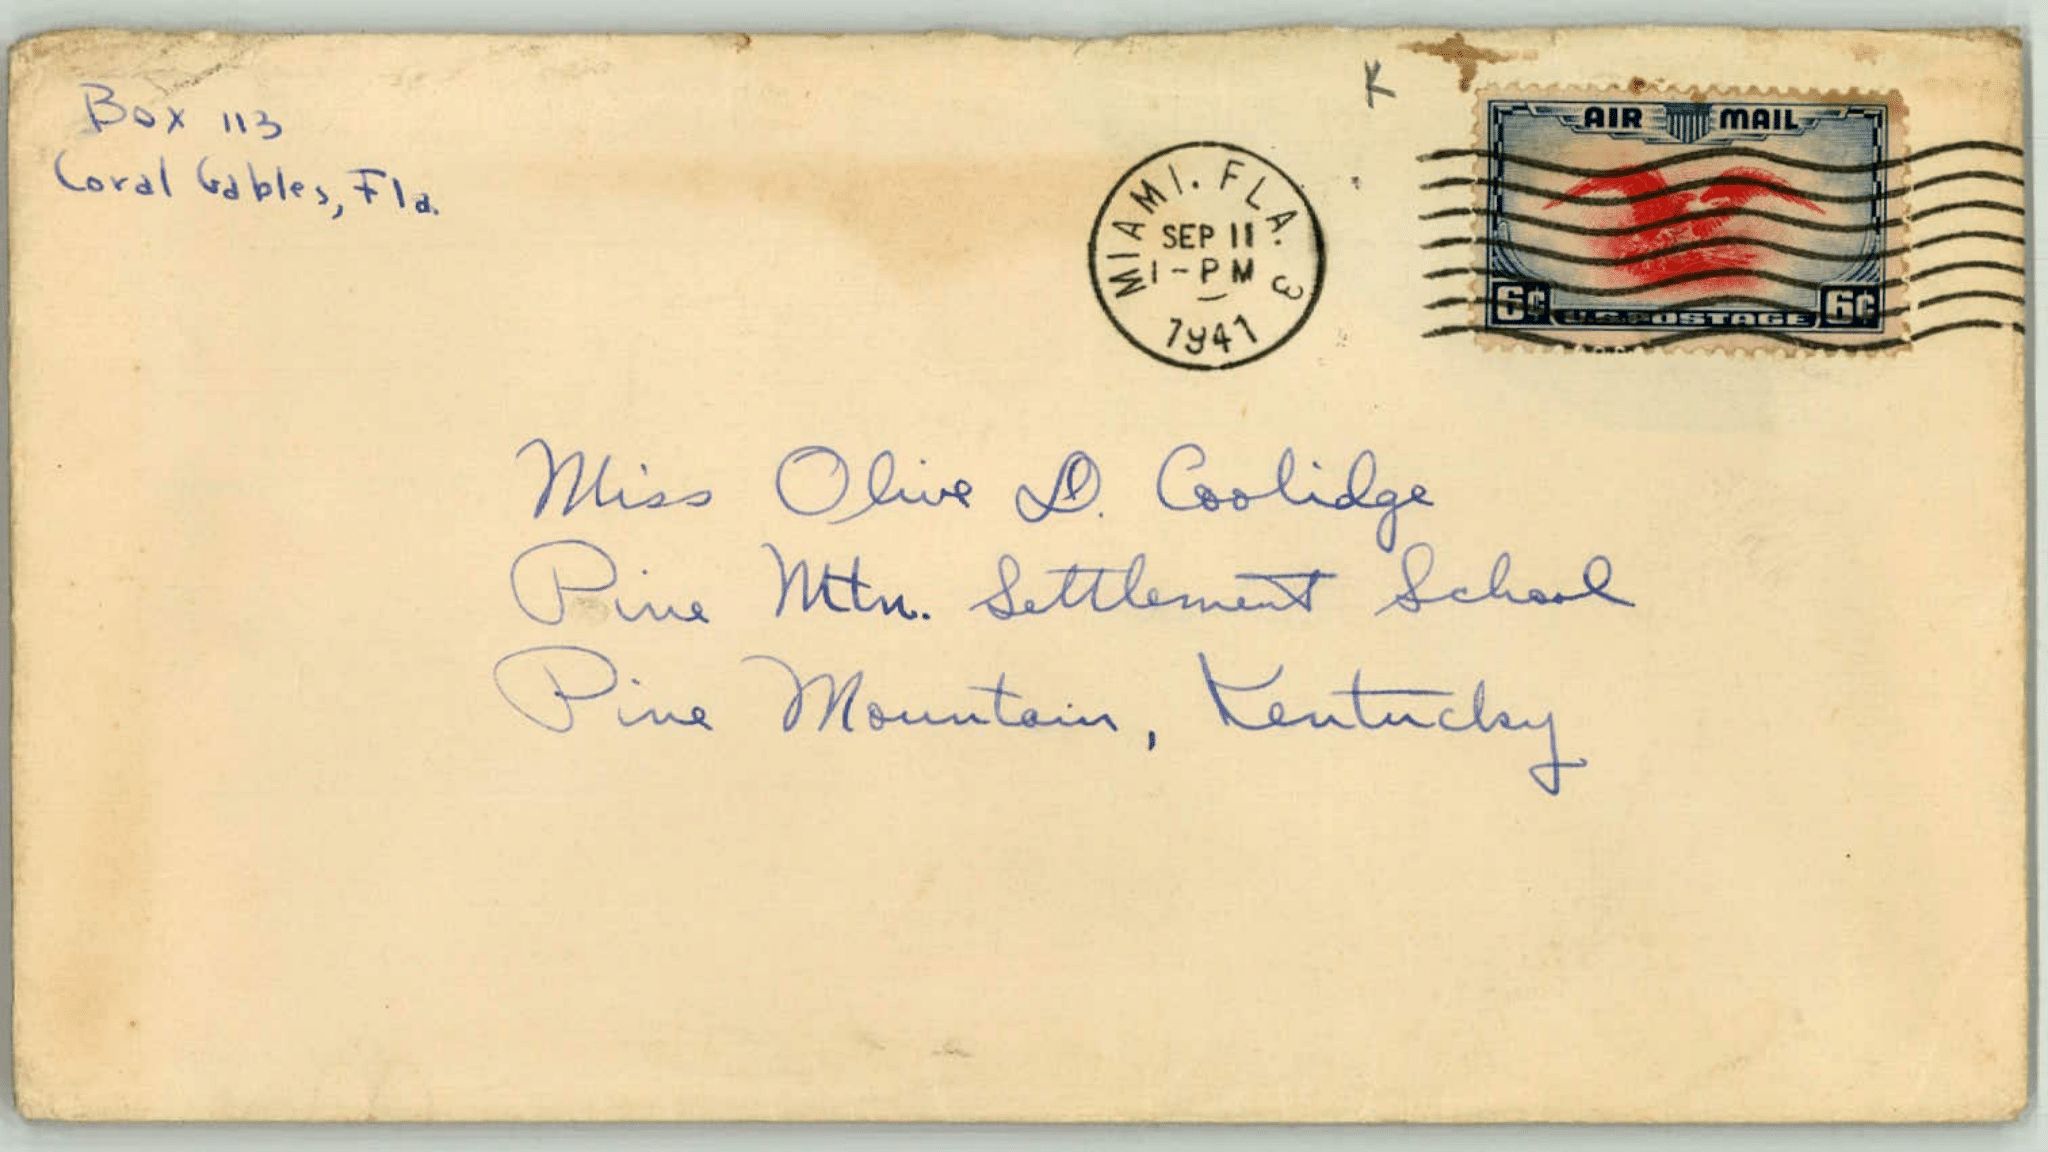 Box 113
Coral Gables, Fla.
K
MIAMI. FLA. 3
SEP 11
1-PM
1941
AIR MAIL
6¢ U.S. POSTAGE 6¢
Miss Olive D. Coolidge
Pine Mtn. Settlement School
Pine Mountain, Kentucky